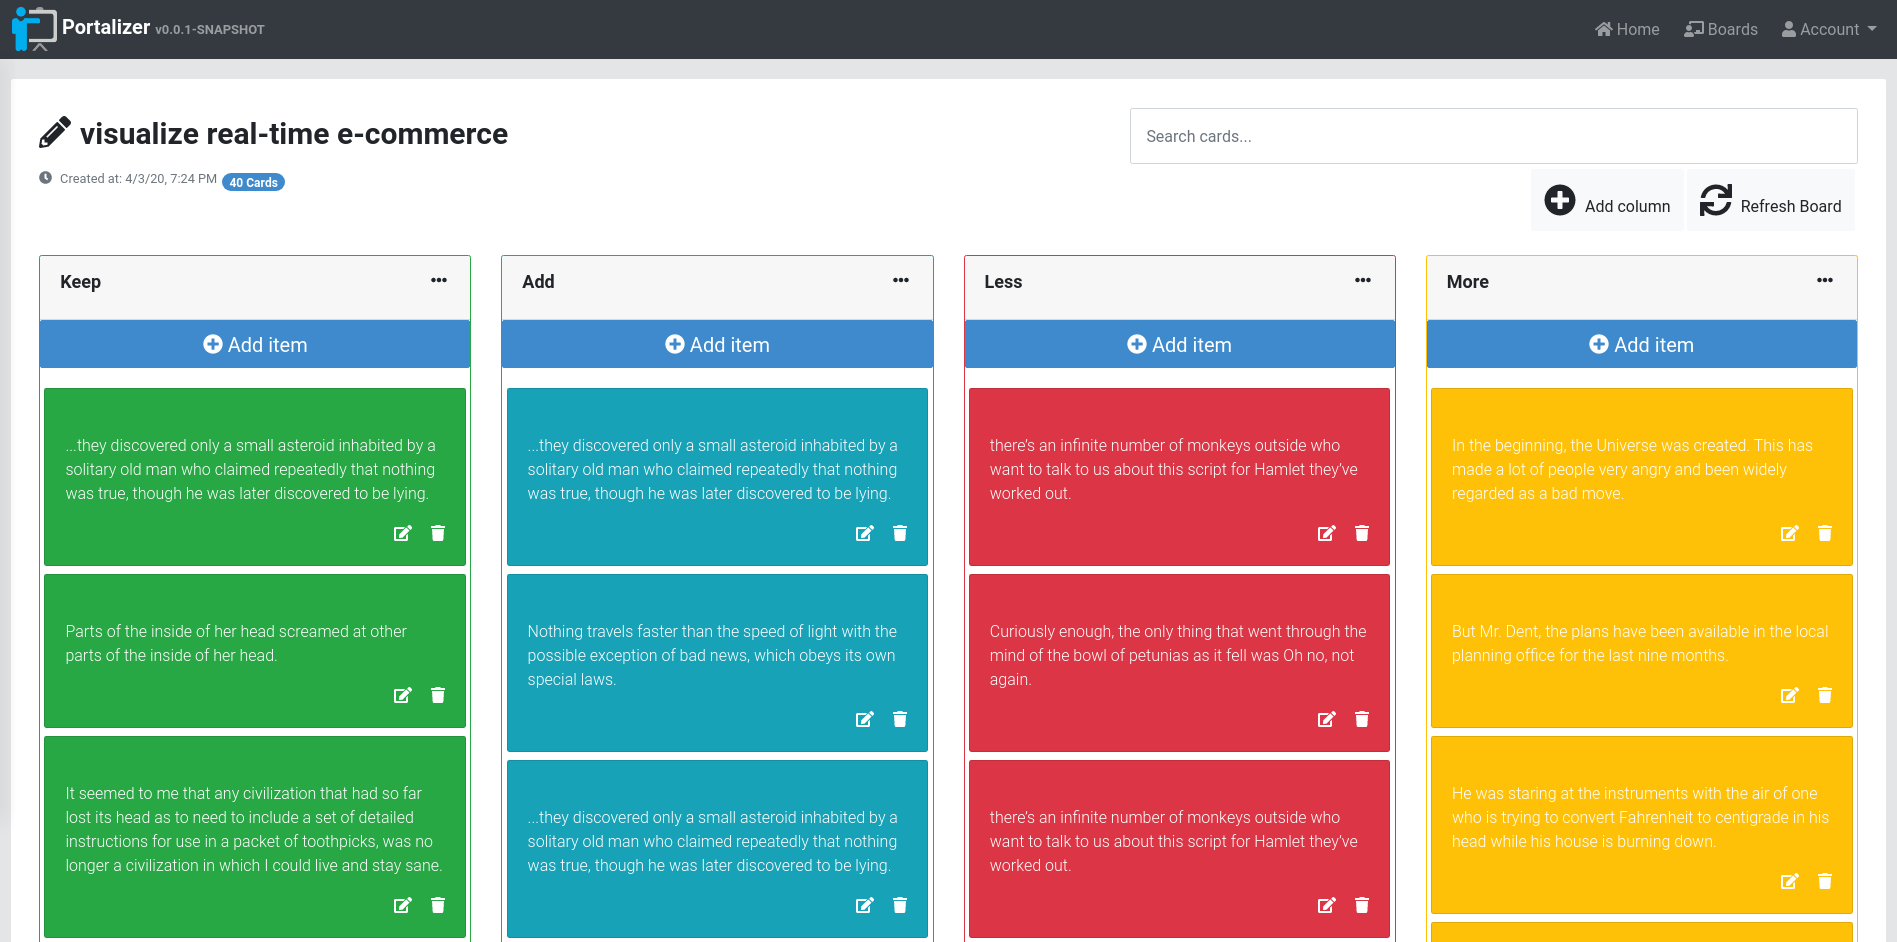 Portalizer v0.0.1-SNAPSHOT
Home
Boards
Account
visualize real-time e-commerce
Search cards...
Created at: 4/3/20, 7:24 PM 40 Cards
Add column
Refresh Board
Keep
Add item
...they discovered only a small asteroid inhabited by a
solitary old man who claimed repeatedly that nothing
was true, though he was later discovered to be lying.
Parts of the inside of her head screamed at other
parts of the inside of her head.
It seemed to me that any civilization that had so far
lost its head as to need to include a set of detailed
instructions for use in a packet of toothpicks, was no
longer a civilization in which I could live and stay sane.
Add
Add item
...they discovered only a small asteroid inhabited by a
solitary old man who claimed repeatedly that nothing
was true, though he was later discovered to be lying.
Nothing travels faster than the speed of light with the
possible exception of bad news, which obeys its own
special laws.
...they discovered only a small asteroid inhabited by a
solitary old man who claimed repeatedly that nothing
was true, though he was later discovered to be lying.
Less
Add item
there's an infinite number of monkeys outside who
want to talk to us about this script for Hamlet they've
worked out.
Curiously enough, the only thing that went through the
mind of the bowl of petunias as it fell was Oh no, not
again.
there's an infinite number of monkeys outside who
want to talk to us about this script for Hamlet they've
worked out.
More
Add item
In the beginning, the Universe was created. This has
made a lot of people very angry and been widely
regarded as a bad move.
But Mr. Dent, the plans have been available in the local
planning office for the last nine months.
He was staring at the instruments with the air of one
who is trying to convert Fahrenheit to centigrade in his
head while his house is burning down.